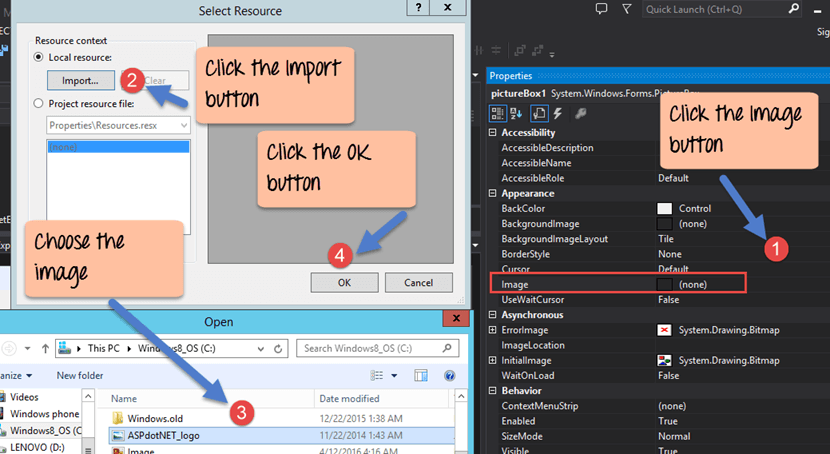 Select Resource
?
Resource context
Local resource:
Import...
Clear
2
Click the Import
button
Project resource file:
Properties\Resources.resx
(none)
Click the OK
button
4
OK
Cancel
Choose the
image
Open
This PC
Windows8_OS (C:)
Search Windows8_OS (C:)
anize
New folder
Videos
Windows phone
Windows8_OS (C:)
LENOVO (D:)
Name
Date modified
Windows.old
12/22/2015 1:38 AM
3
ASPdotNET_logo
11/22/2014 1:43 AM
Image
4/12/2016 4:16 AM
Quick Launch (Ctrl+Q)
Sig
Properties
pictureBox1 System.Windows.Forms.PictureBox
Click the Image
button
1
Accessibility
AccessibleDescription
AccessibleName
AccessibleRole Default
Appearance
BackColor Control
BackgroundImage (none)
BackgroundImageLayout Tile
BorderStyle None
Cursor Default
Image (none)
UseWaitCursor False
Asynchronous
ErrorImage System.Drawing.Bitmap
ImageLocation
InitialImage System.Drawing.Bitmap
WaitOnLoad False
Behavior
ContextMenuStrip (none)
Enabled True
SizeMode Normal
Visible True